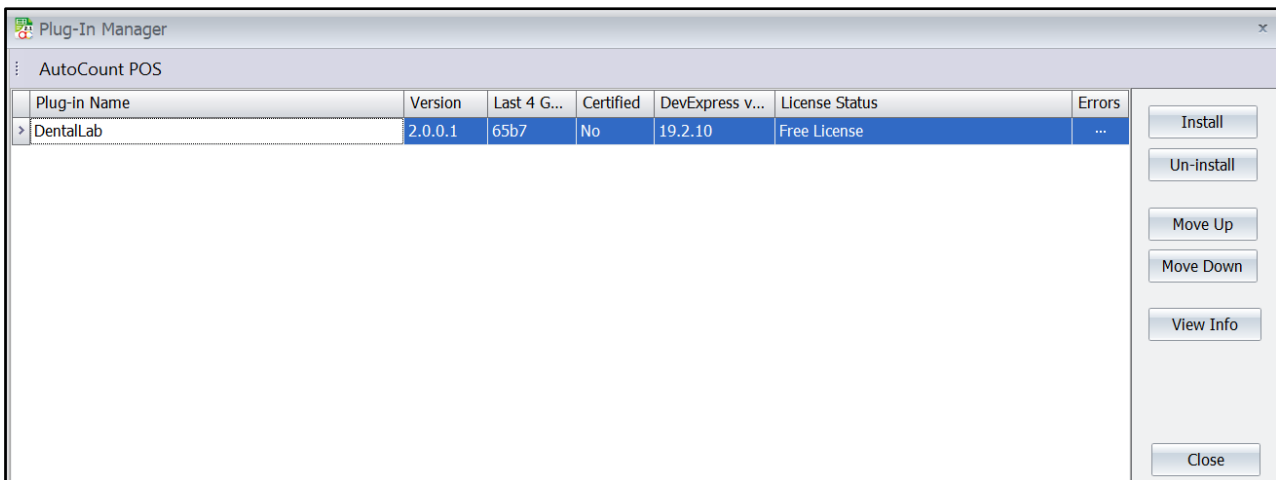 Plug-In Manager
AutoCount POS
Plug-in Name Version Last 4 G... Certified DevExpress v... License Status Errors
DentalLab 2.0.0.1 65b7 No 19.2.10 Free License ...
Install
Un-install
Move Up
Move Down
View Info
Close